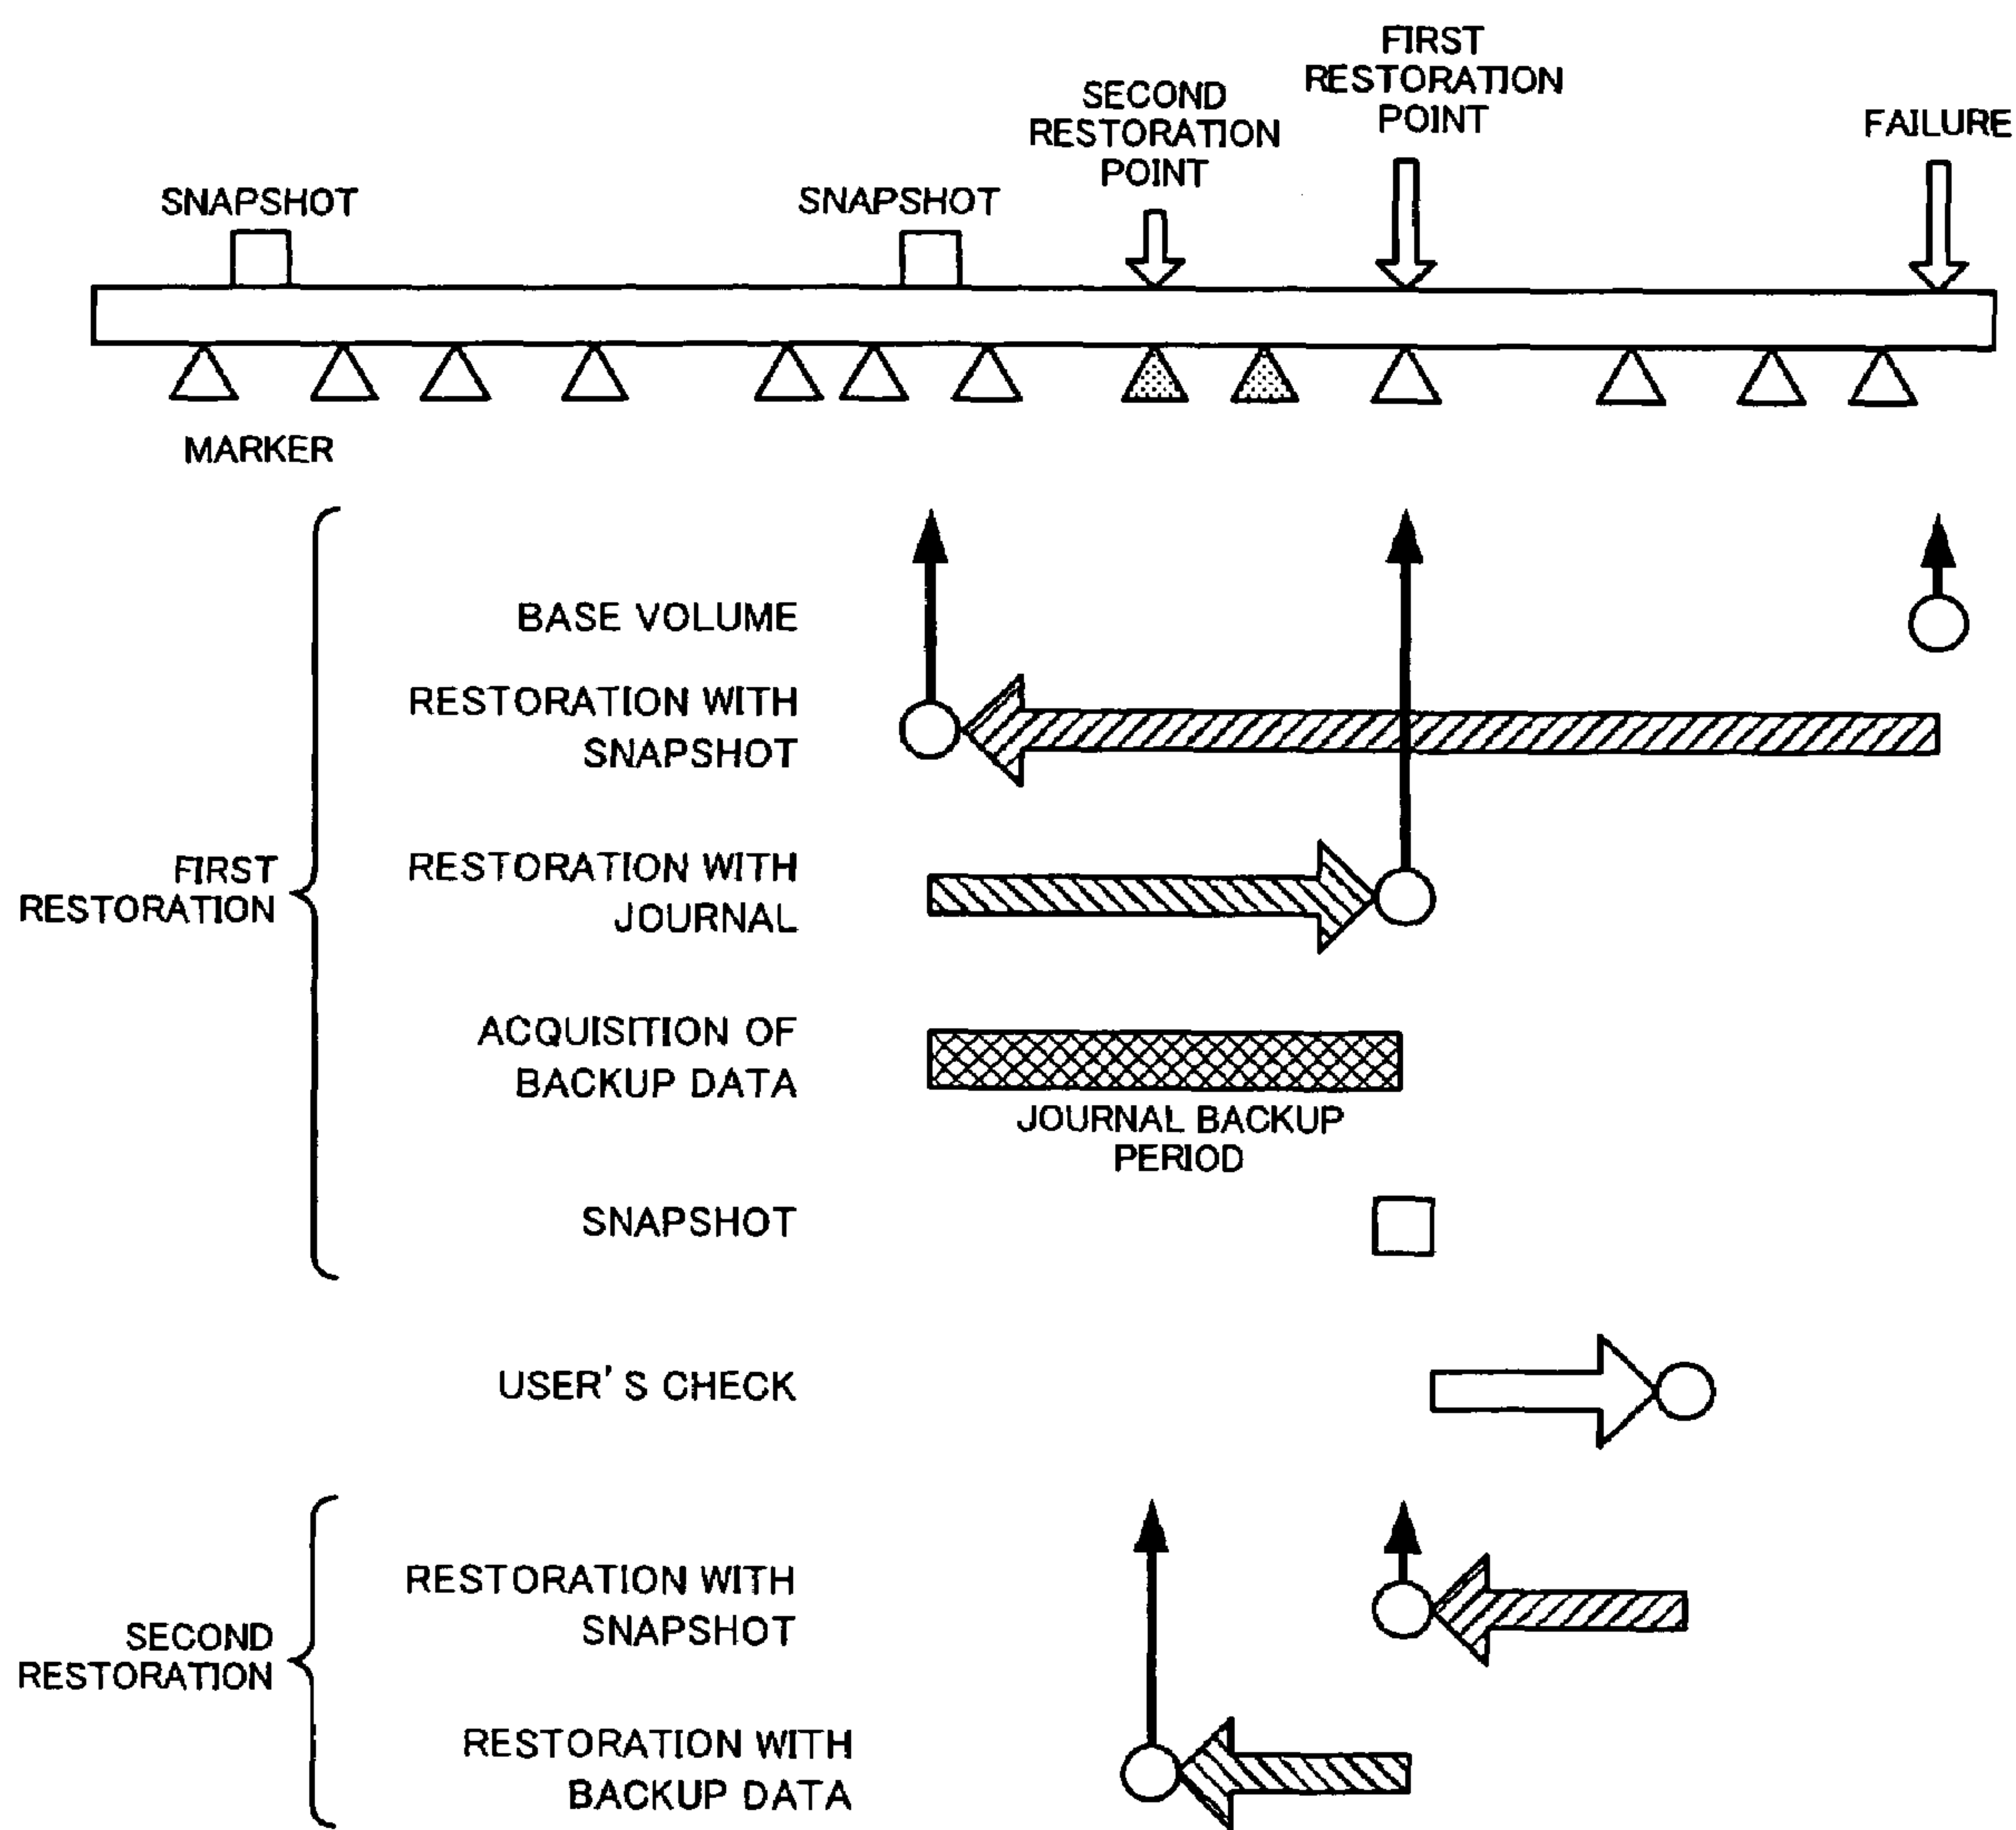 FIRST
RESTORATION
POINT
SECOND
RESTORATION
POINT
FAILURE
SNAPSHOT
SNAPSHOT
MARKER
BASE VOLUME
RESTORATION WITH
SNAPSHOT
FIRST
RESTORATION
RESTORATION WITH
JOURNAL
ACQUISITION OF
BACKUP DATA
JOURNAL BACKUP
PERIOD
SNAPSHOT
USER'S CHECK
SECOND
RESTORATION
RESTORATION WITH
SNAPSHOT
RESTORATION WITH
BACKUP DATA